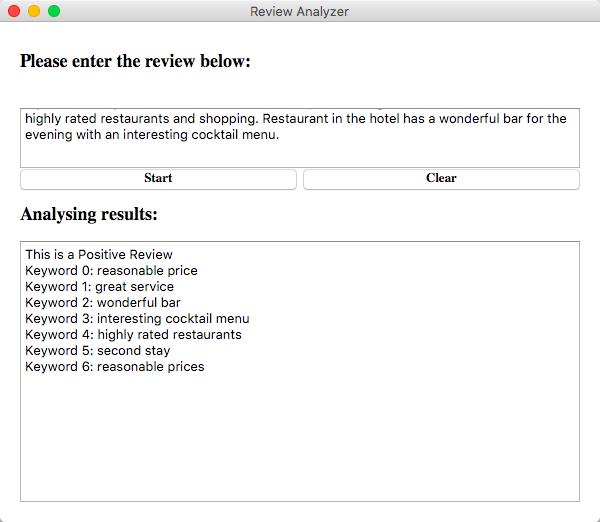 Review Analyzer
Please enter the review below:
highly rated restaurants and shopping. Restaurant in the hotel has a wonderful bar for the
evening with an interesting cocktail menu.
Start Clear
Analysing results:
This is a Positive Review
Keyword 0: reasonable price
Keyword 1: great service
Keyword 2: wonderful bar
Keyword 3: interesting cocktail menu
Keyword 4: highly rated restaurants
Keyword 5: second stay
Keyword 6: reasonable prices